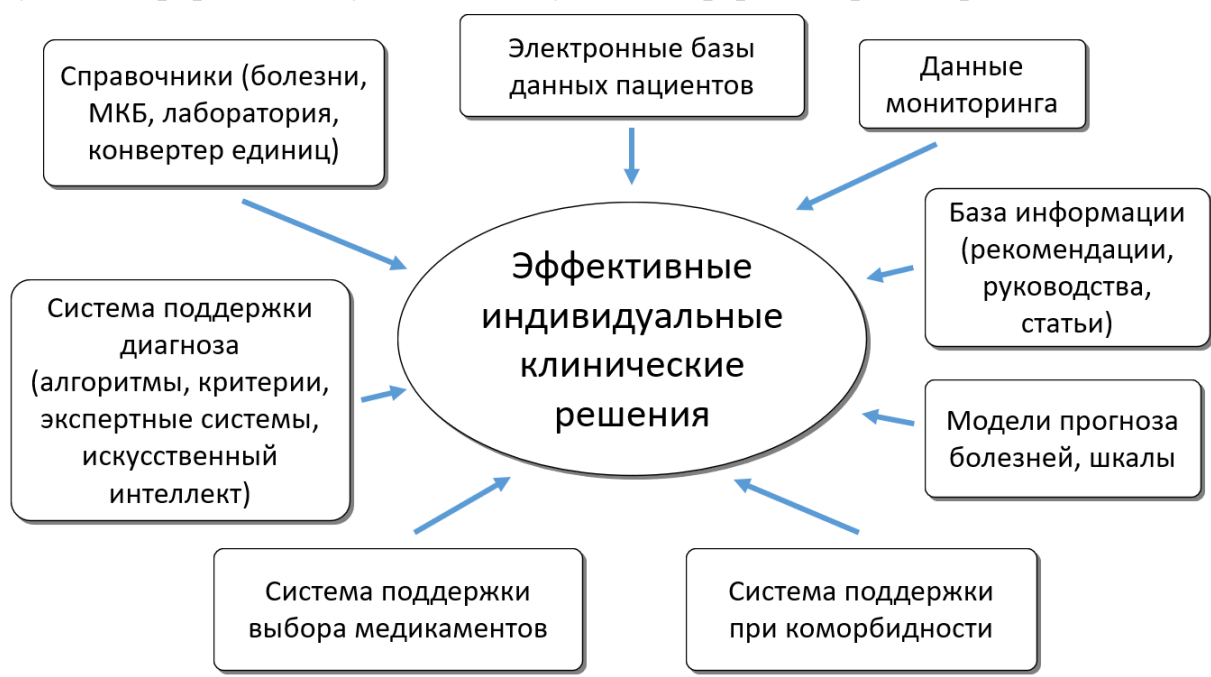 Справочники (болезни,
МКБ, лаборатория,
конвертер единиц)
Электронные базы
данных пациентов
Данные
мониторинга
База информации
(рекомендации,
руководства,
статьи)
Эффективные
индивидуальные
клинические
решения
Система поддержки
диагноза
(алгоритмы, критерии,
экспертные системы,
искусственный
интеллект)
Модели прогноза
болезней, шкалы
Система поддержки
выбора медикаментов
Система поддержки
при коморбидности